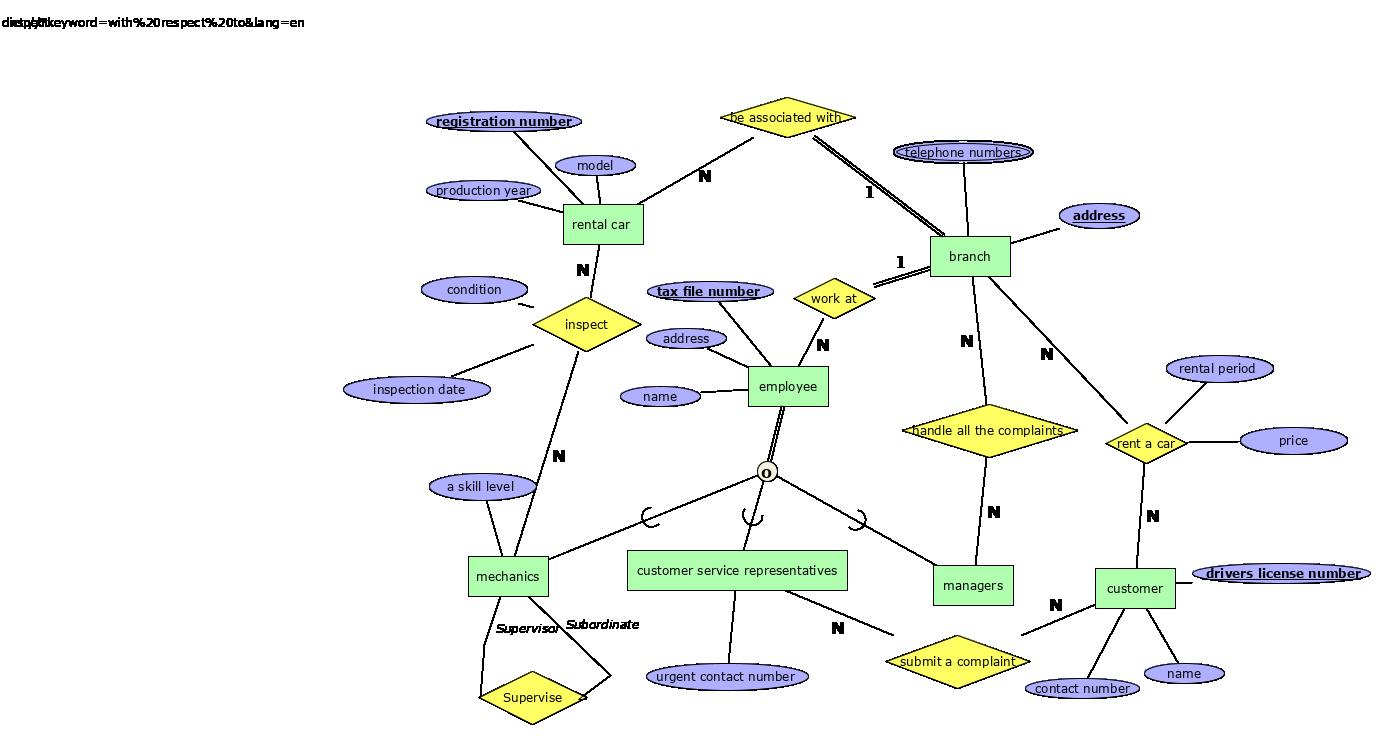 keyword=with%20respect%20to&lang=en
be associated with
registration number
telephone numbers
model
N
production year
1
address
rental car
branch
1
N
condition
tax file number
work at
inspect
address
N
N
N
rental period
inspection date
employee
name
handle all the complaints
price
rent a car
N
o
a skill level
N
N
customer service representatives
drivers license number
mechanics
managers
customer
N
Supervisor
Subordinate
N
submit a complaint
urgent contact number
name
contact number
Supervise